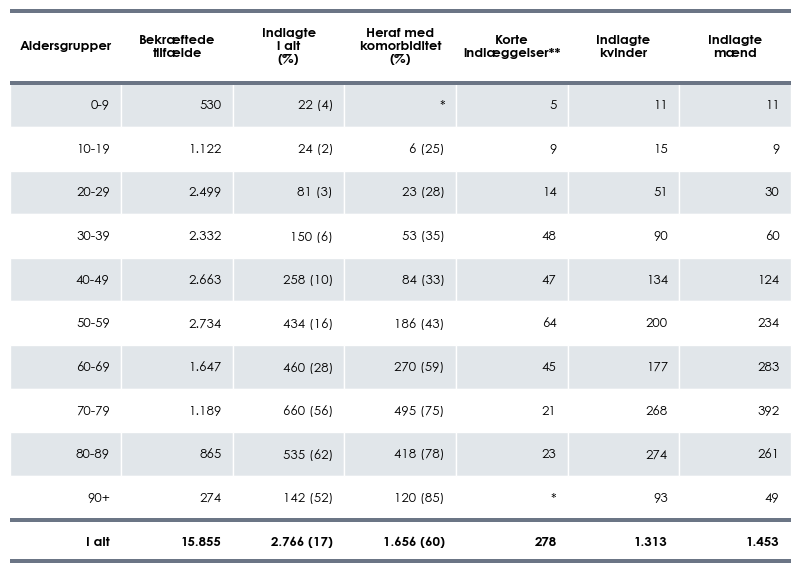 Aldersgrupper Bekræftede tilfælde Indlagte I alt (%) Heraf med komorbiditet (%) Korte indlæggelser** Indlagte kvinder Indlagte mænd
0-9 530 22 (4) * 5 11 11
10-19 1.122 24 (2) 6 (25) 9 15 9
20-29 2.499 81 (3) 23 (28) 14 51 30
30-39 2.332 150 (6) 53 (35) 48 90 60
40-49 2.663 258 (10) 84 (33) 47 134 124
50-59 2.734 434 (16) 186 (43) 64 200 234
60-69 1.647 460 (28) 270 (59) 45 177 283
70-79 1.189 660 (56) 495 (75) 21 268 392
80-89 865 535 (62) 418 (78) 23 274 261
90+ 274 142 (52) 120 (85) * 93 49
I alt 15.855 2.766 (17) 1.656 (60) 278 1.313 1.453